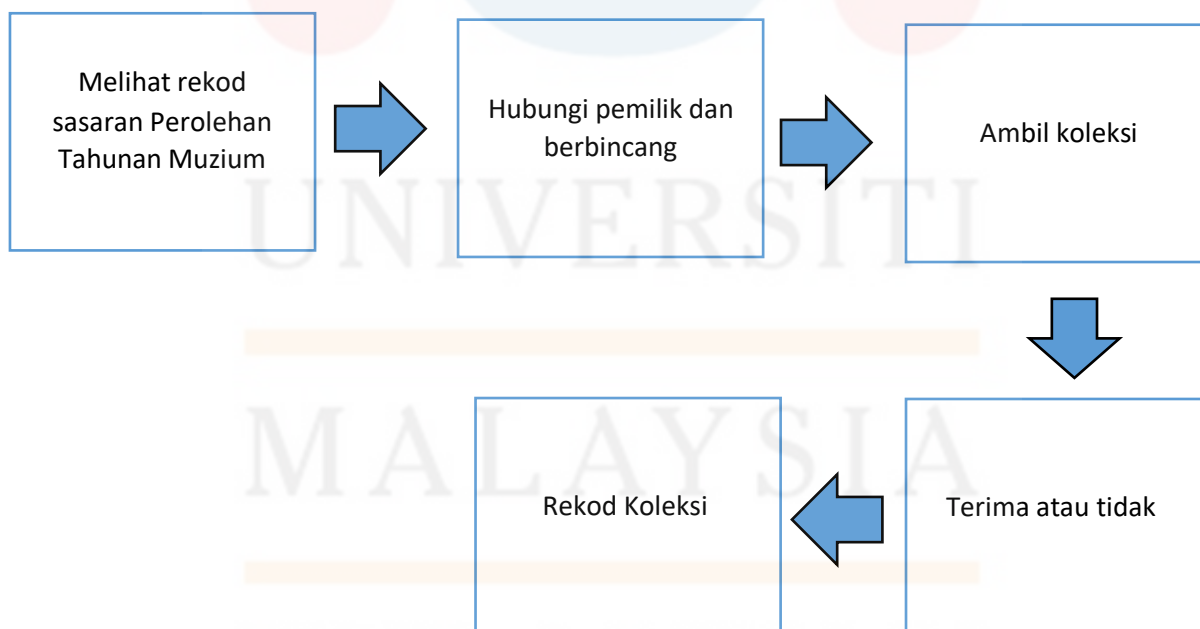 Melihat rekod
sasaran Perolehan
Tahunan Muzium
Hubungi pemilik dan
berbincang
Ambil koleksi
UNIVERSITI
Rekod Koleksi
Terima atau tidak
MALAYSIA